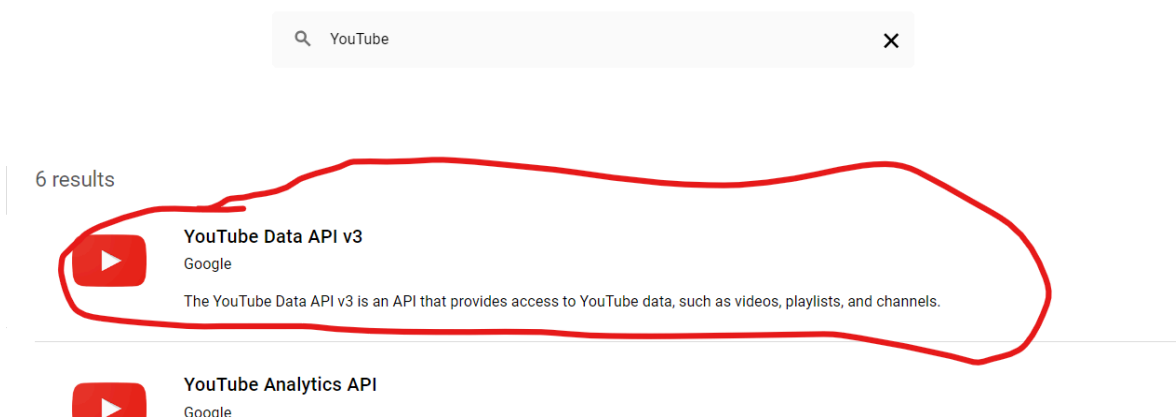 YouTube
6 results
YouTube Data API v3
Google
The YouTube Data API v3 is an API that provides access to YouTube data, such as videos, playlists, and channels.
YouTube Analytics API
Google